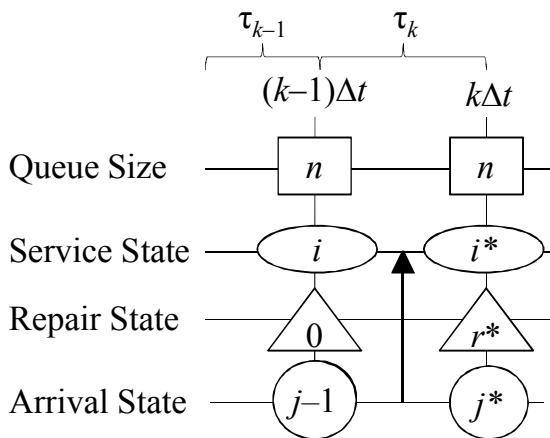 τk–1 τk
(k–1)Δt kΔt
Queue Size n n
Service State i i*
Repair State 0 r*
Arrival State j–1 j*